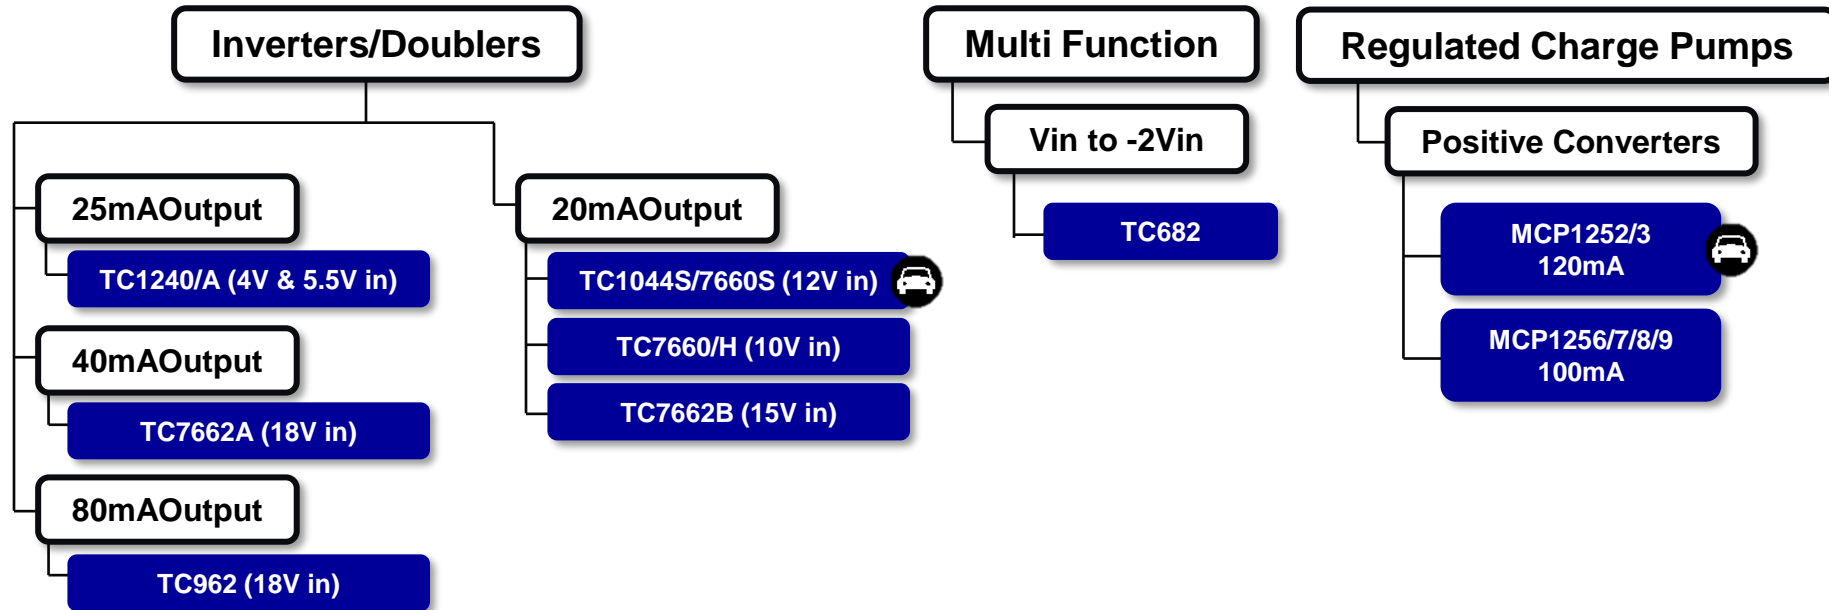 Inverters/Doublers
25mAOutput
TC1240/A (4V & 5.5V in)
40mAOutput
TC7662A (18V in)
80mAOutput
TC962 (18V in)
20mAOutput
TC1044S/7660S (12V in)
TC7660/H (10V in)
TC7662B (15V in)
Multi Function
Vin to -2Vin
TC682
Regulated Charge Pumps
Positive Converters
MCP1252/3
120mA
MCP1256/7/8/9
100mA